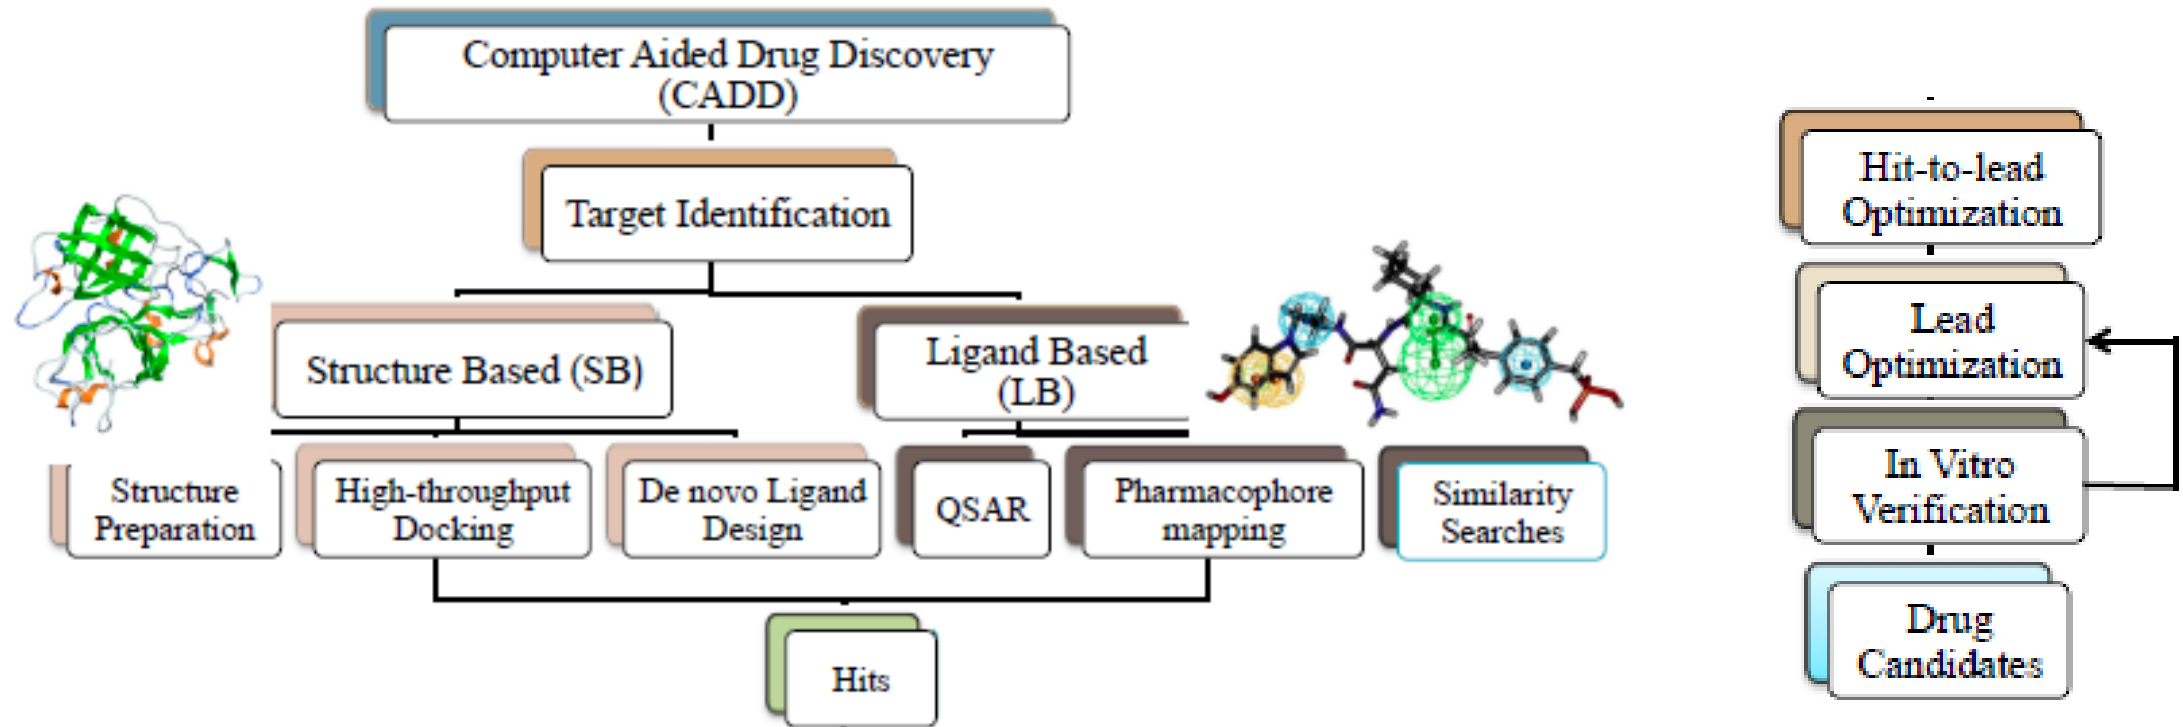 Computer Aided Drug Discovery
(CADD)
Target Identification
Structure Based (SB)
Ligand Based
(LB)
Structure
Preparation
High-throughput
Docking
De novo Ligand
Design
QSAR
Pharmacophore
mapping
Similarity
Searches
Hits
Hit-to-lead
Optimization
Lead
Optimization
In Vitro
Verification
Drug
Candidates